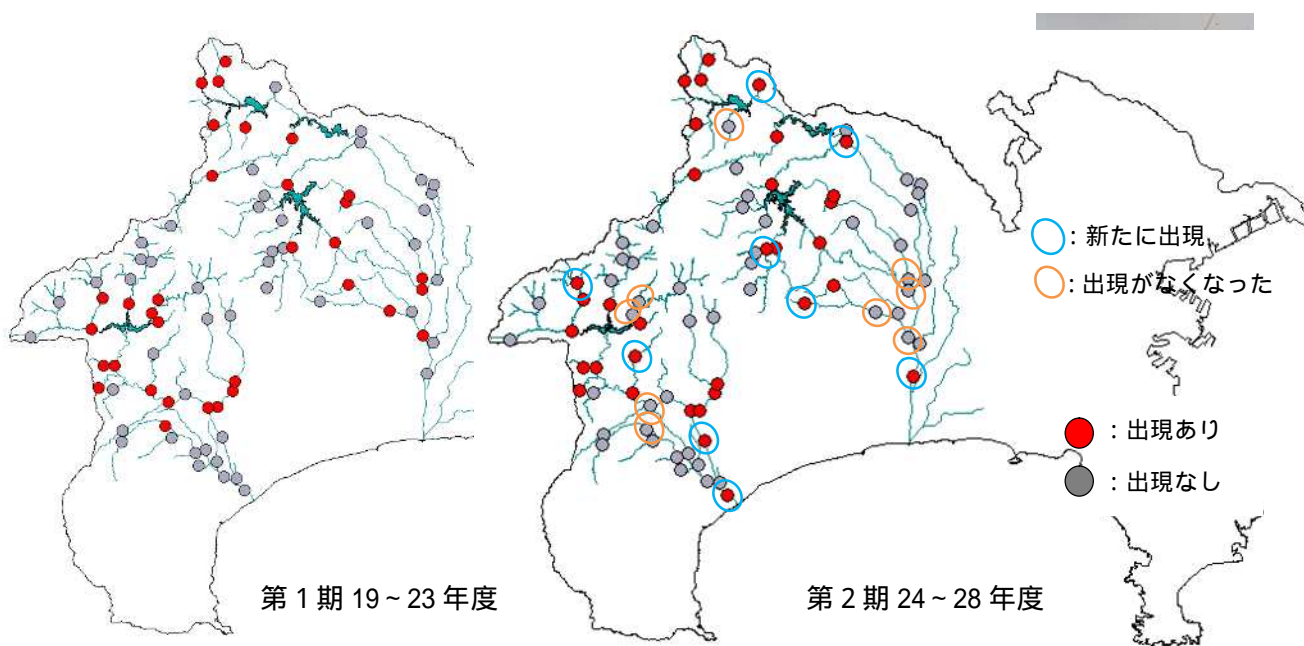 ：新たに出現
：出現がなくなった
：出現あり
：出現なし
第１期 19～23 年度
第２期 24～28 年度